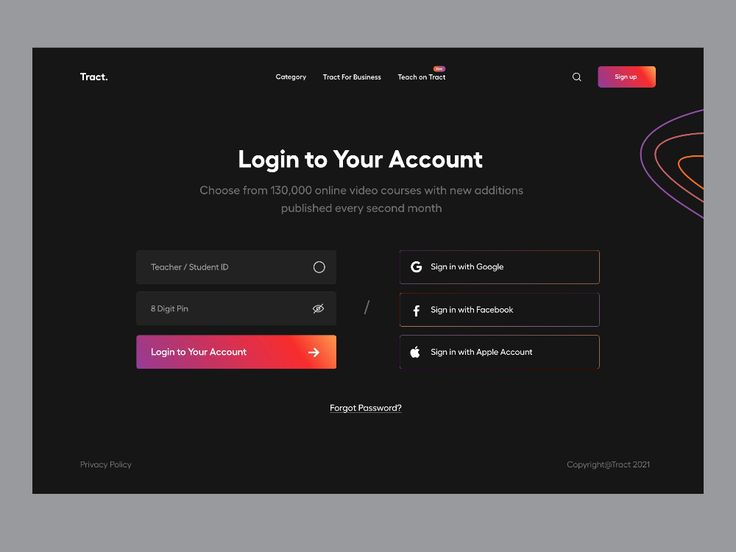 Tract.
Category
Tract For Business
Teach on Tract
Sign up
Login to Your Account
Choose from 130,000 online video courses with new additions
published every second month
Teacher / Student ID
8 Digit Pin
Login to Your Account
/
Sign in with Google
Sign in with Facebook
Sign in with Apple Account
Forgot Password?
Privacy Policy
Copyright@Tract 2021